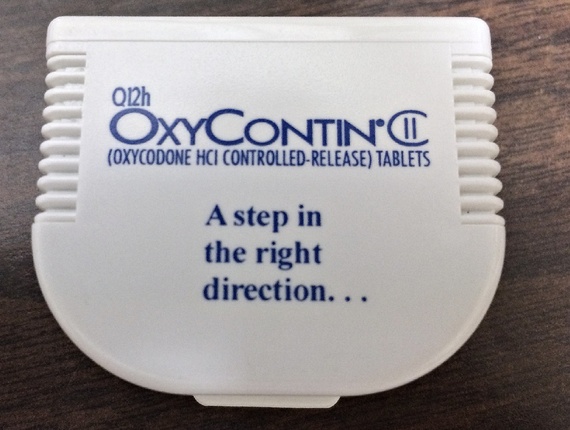 Q12h
OXYCONTIN® CII
(OXYCODONE HCl CONTROLLED-RELEASE) TABLETS
A step in
the right
direction. . .